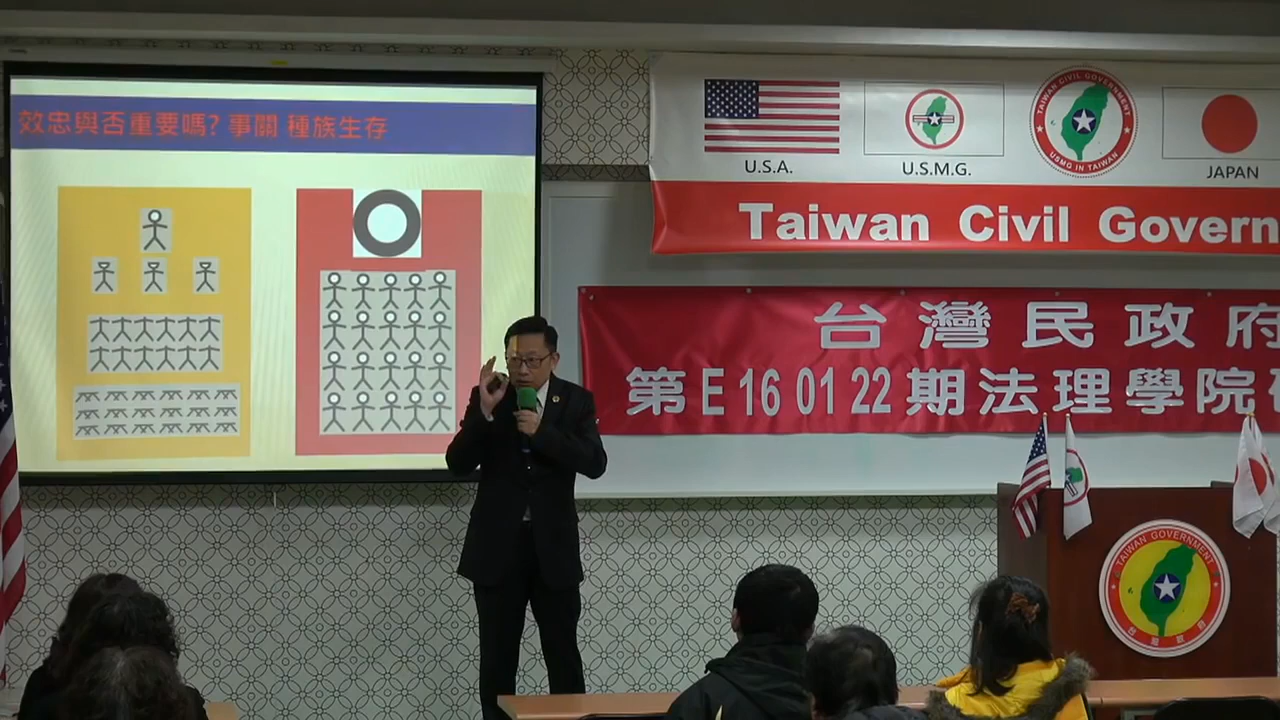 效忠與否重要嗎? 事關 種族生存
U.S.A.
U.S.M.G.
TAIWAN CIVIL GOVERNMENT
USMG IN TAIWAN
JAPAN
Taiwan Civil Govern
台灣民政府
第E 16 01 22期法理學院
TAIWAN GOVERNMENT
台灣政府